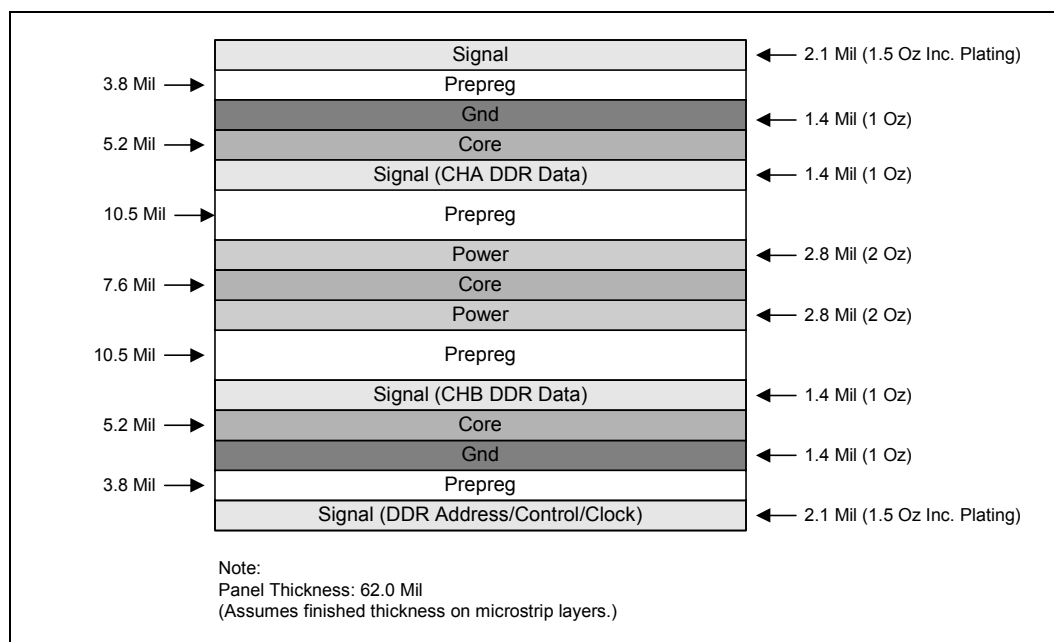 Signal
2.1 Mil (1.5 Oz Inc. Plating)
3.8 Mil
Prepreg
Gnd
1.4 Mil (1 Oz)
5.2 Mil
Core
Signal (CHA DDR Data)
1.4 Mil (1 Oz)
10.5 Mil
Prepreg
Power
2.8 Mil (2 Oz)
7.6 Mil
Core
Power
2.8 Mil (2 Oz)
10.5 Mil
Prepreg
Signal (CHB DDR Data)
1.4 Mil (1 Oz)
5.2 Mil
Core
Gnd
1.4 Mil (1 Oz)
3.8 Mil
Prepreg
Signal (DDR Address/Control/Clock)
2.1 Mil (1.5 Oz Inc. Plating)
Note:
Panel Thickness: 62.0 Mil
(Assumes finished thickness on microstrip layers.)